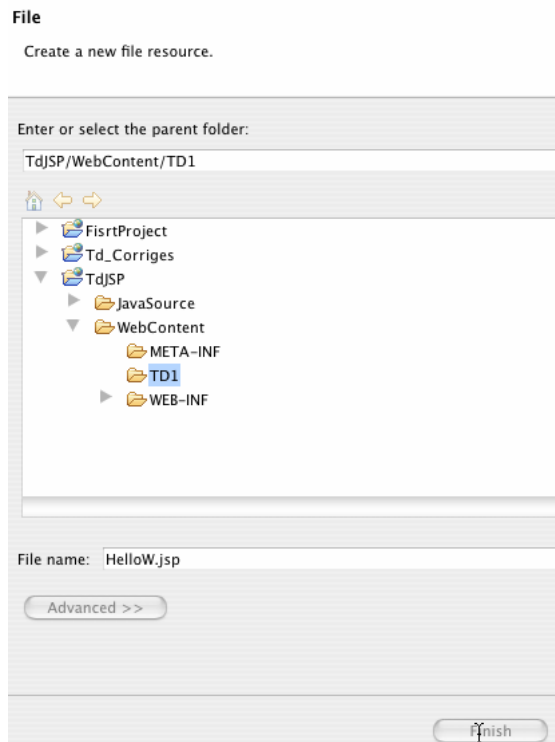 File
Create a new file resource.
Enter or select the parent folder:
TdJSP/WebContent/TD1
FisrtProject
Td_Corriges
TdJSP
JavaSource
WebContent
META-INF
TD1
WEB-INF
File name: HelloW.jsp
Advanced >>
Finish